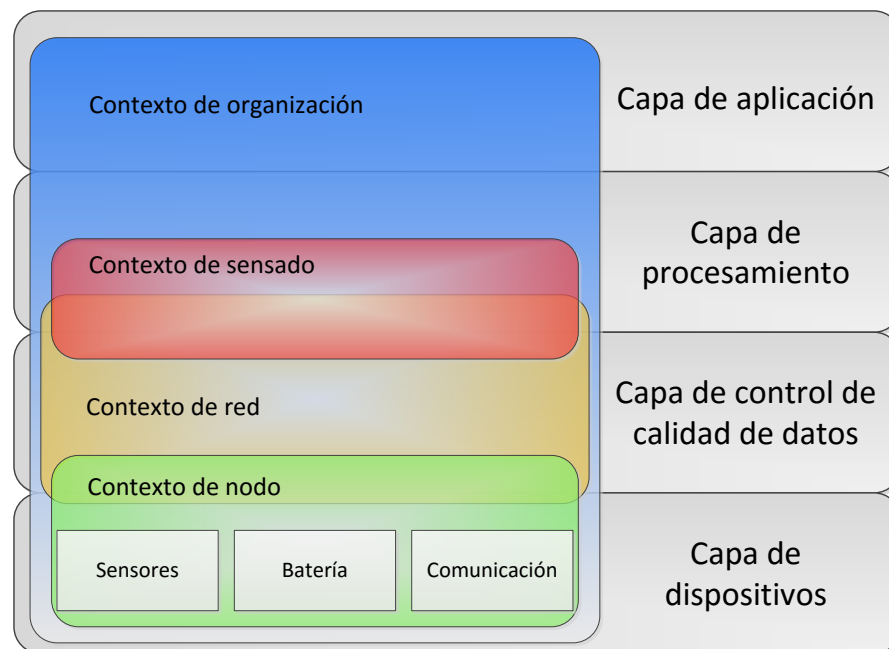 Contexto de organización
Capa de aplicación
Contexto de sensado
Capa de
procesamiento
Contexto de red
Capa de control de
calidad de datos
Contexto de nodo
Sensores
Batería
Comunicación
Capa de
dispositivos